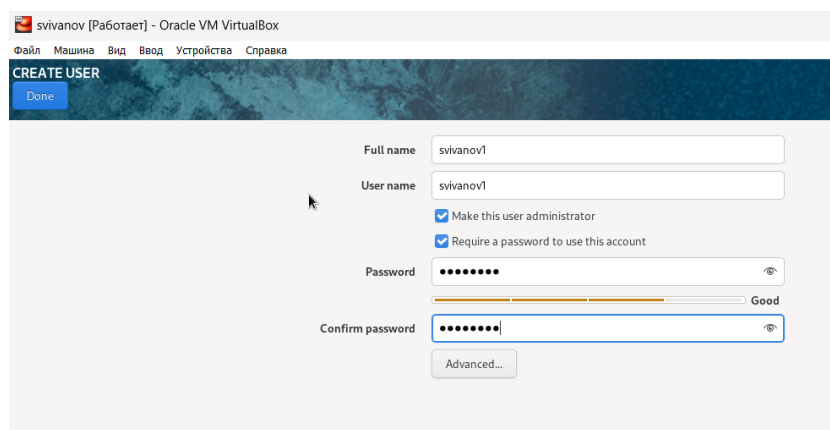 svivanov [Работает] - Oracle VM VirtualBox
Файл Машина Вид Ввод Устройства Справка
CREATE USER
Done
Full name svivanov1
User name svivanov1
Make this user administrator
Require a password to use this account
Password ●●●●●●●●
Good
Confirm password ●●●●●●●●
Advanced...